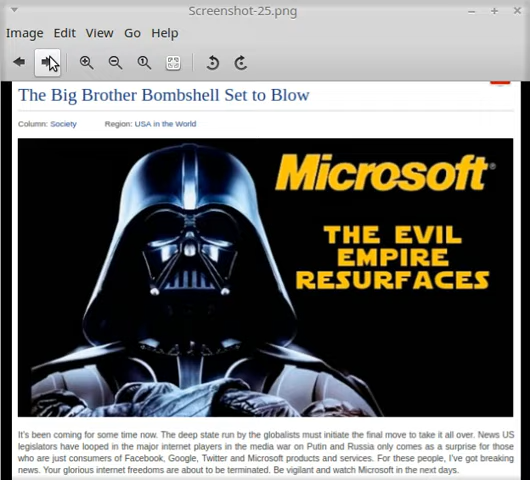 Screenshot-25.png
Image Edit View Go Help
The Big Brother Bombshell Set to Blow
Column: Society Region: USA in the World
Microsoft®
THE EVIL
EMPIRE
RESURFACES
It's been coming for some time now. The deep state run by the globalists must initiate the final move to take it all over. News US
legislators have looped in the major internet players in the media war on Putin and Russia only comes as a surprise for those
who are just consumers of Facebook, Google, Twitter and Microsoft products and services. For these people, I've got breaking
news. Your glorious internet freedoms are about to be terminated. Be vigilant and watch Microsoft in the next days.